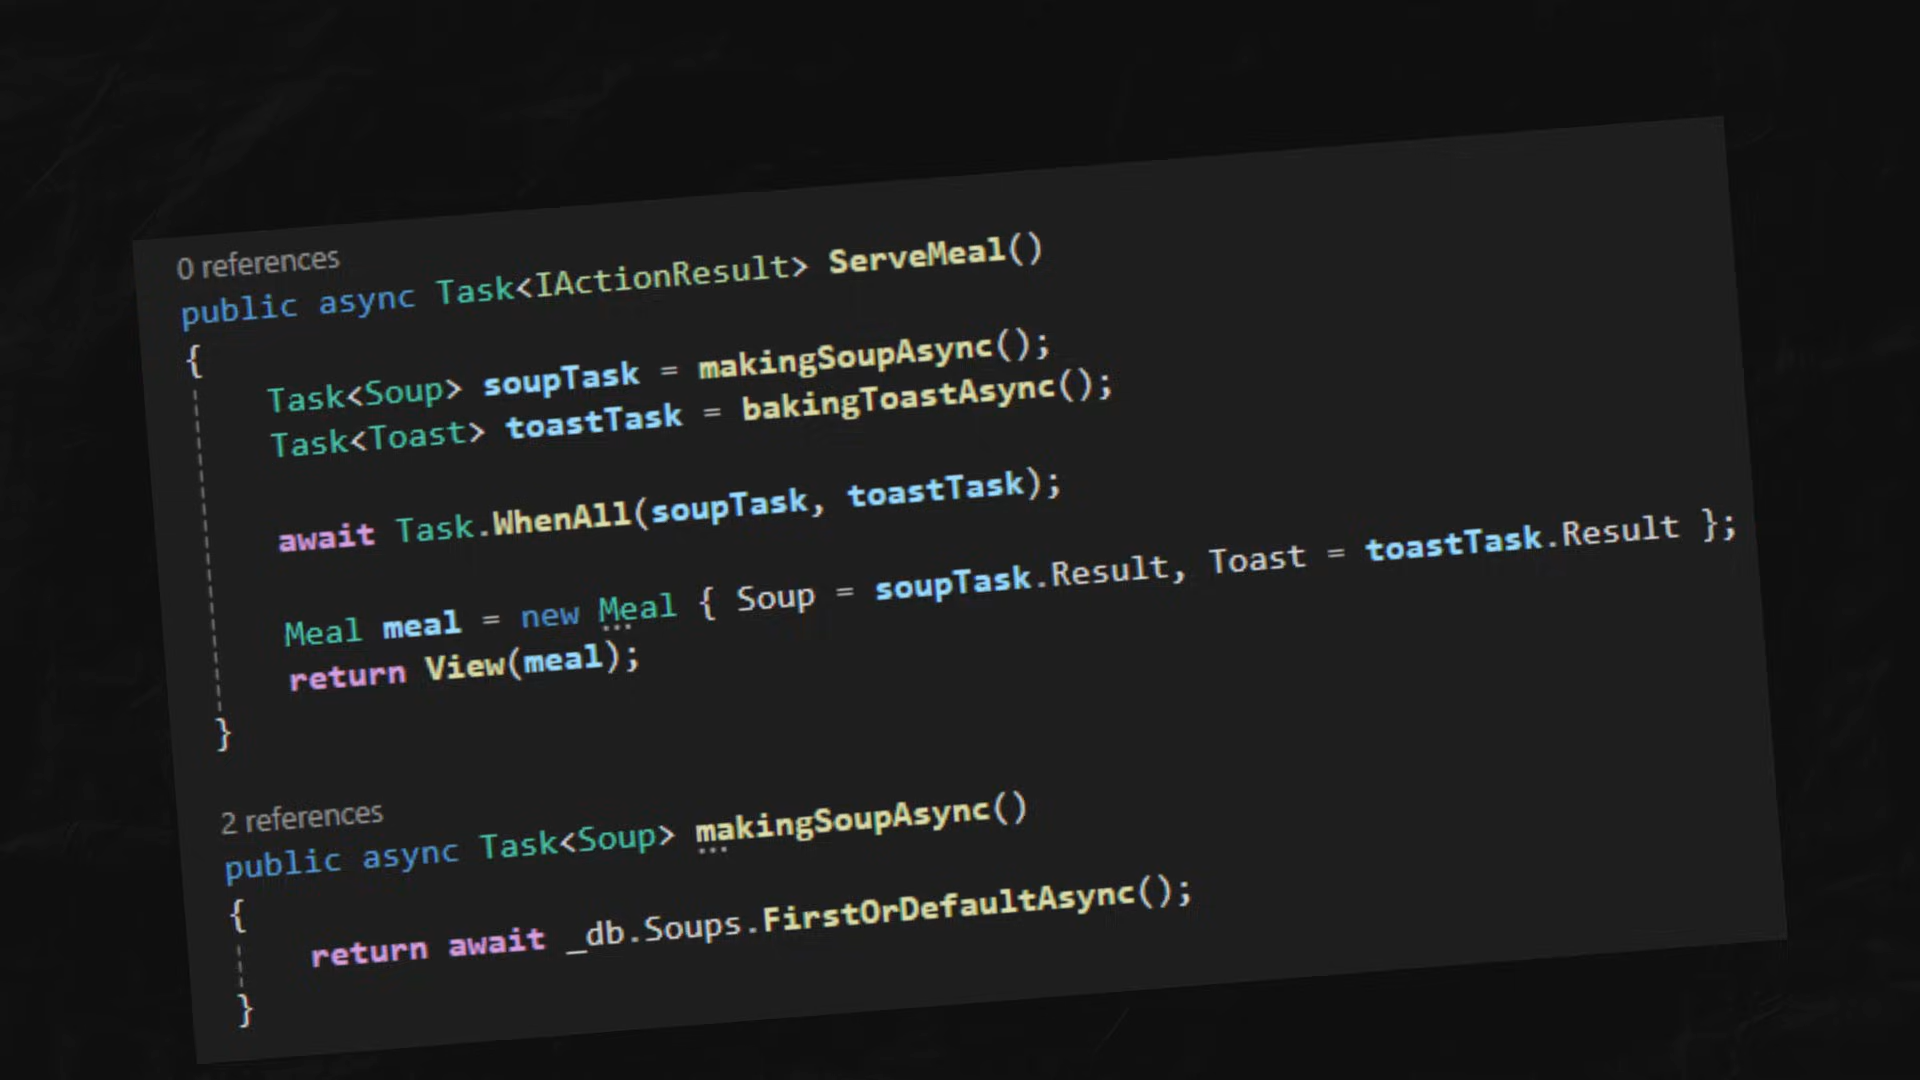 0 references
public async Task<IActionResult> ServeMeal()
{
Task<Soup> soupTask = makingSoupAsync();
Task<Toast> toastTask = bakingToastAsync();
await Task.WhenAll(soupTask, toastTask);
Meal meal = new Meal { Soup = soupTask.Result, Toast = toastTask.Result };
return View(meal);
}
2 references
public async Task<Soup> makingSoupAsync()
{
return await _db.Soups.FirstOrDefaultAsync();
}